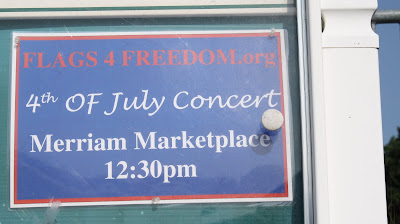 FLAGS 4 FREEDOM.org
4th OF July Concert
Merriam Marketplace
12:30pm